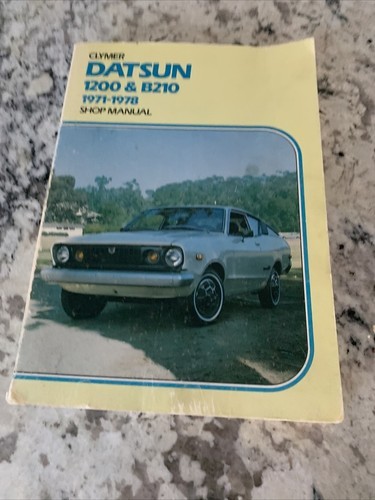 CLYMER
DATSUN
1200 & B210
1971-1978
SHOP MANUAL